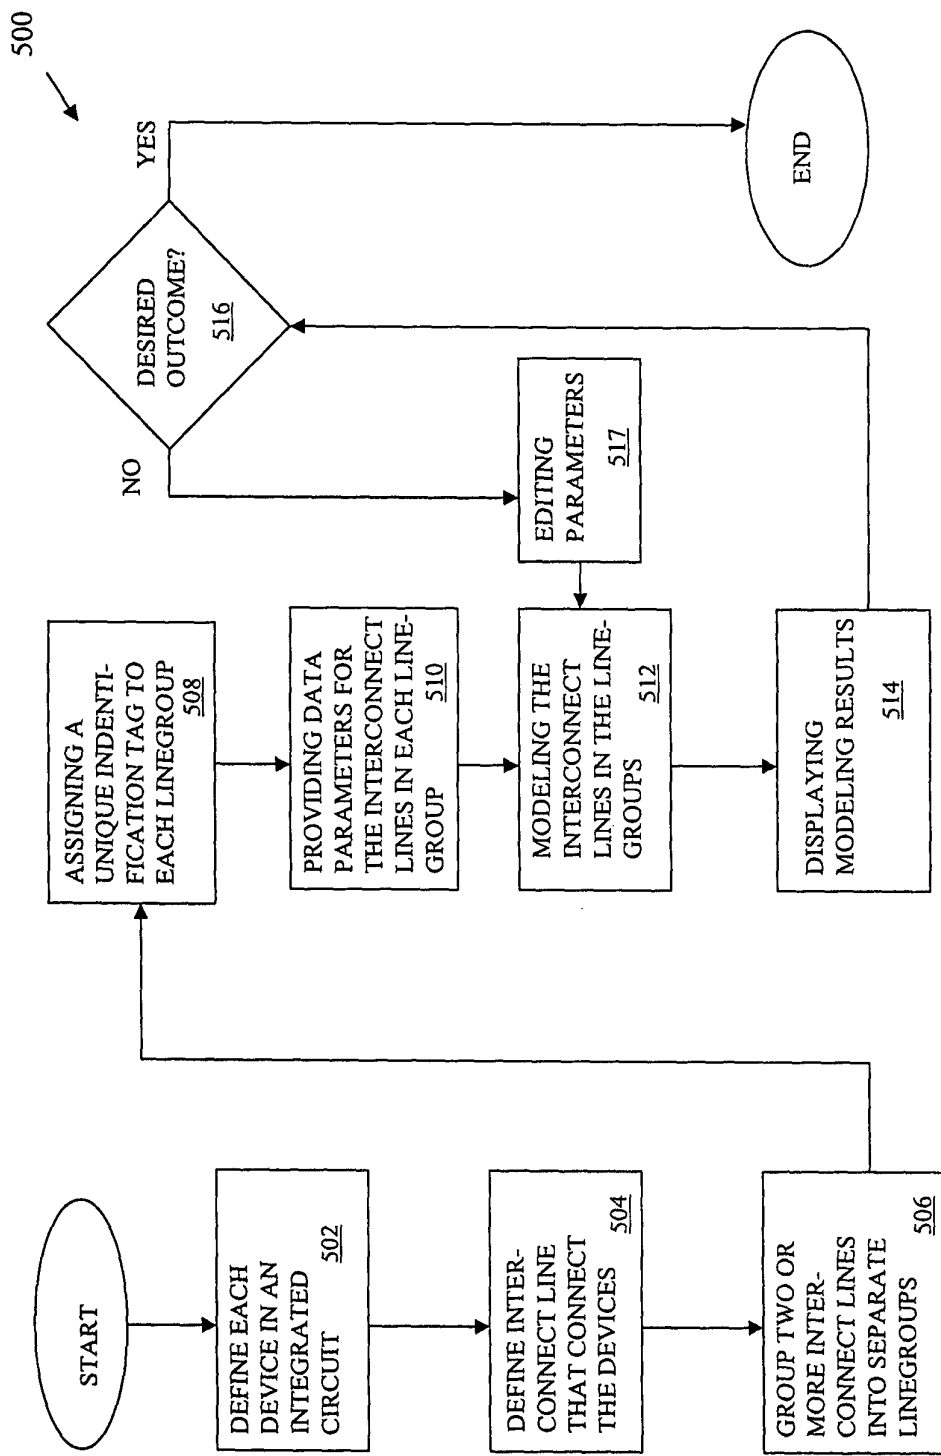 500
START
DEFINE EACH
DEVICE IN AN
INTEGRATED
CIRCUIT
502
DEFINE INTER-
CONNECT LINE
THAT CONNECT
THE DEVICES
504
GROUP TWO OR
MORE INTER-
CONNECT LINES
INTO SEPARATE
LINEGROUPS
506
ASSIGNING A
UNIQUE INDENTI-
FICATION TAG TO
EACH LINEGROUP
508
PROVIDING DATA
PARAMETERS FOR
THE INTERCONNECT
LINES IN EACH LINE-
GROUP
510
MODELING THE
INTERCONNECT
LINES IN THE LINE-
GROUPS
512
DISPLAYING
MODELING RESULTS
514
DESIRED
OUTCOME?
516
NO
YES
EDITING
PARAMETERS
517
END